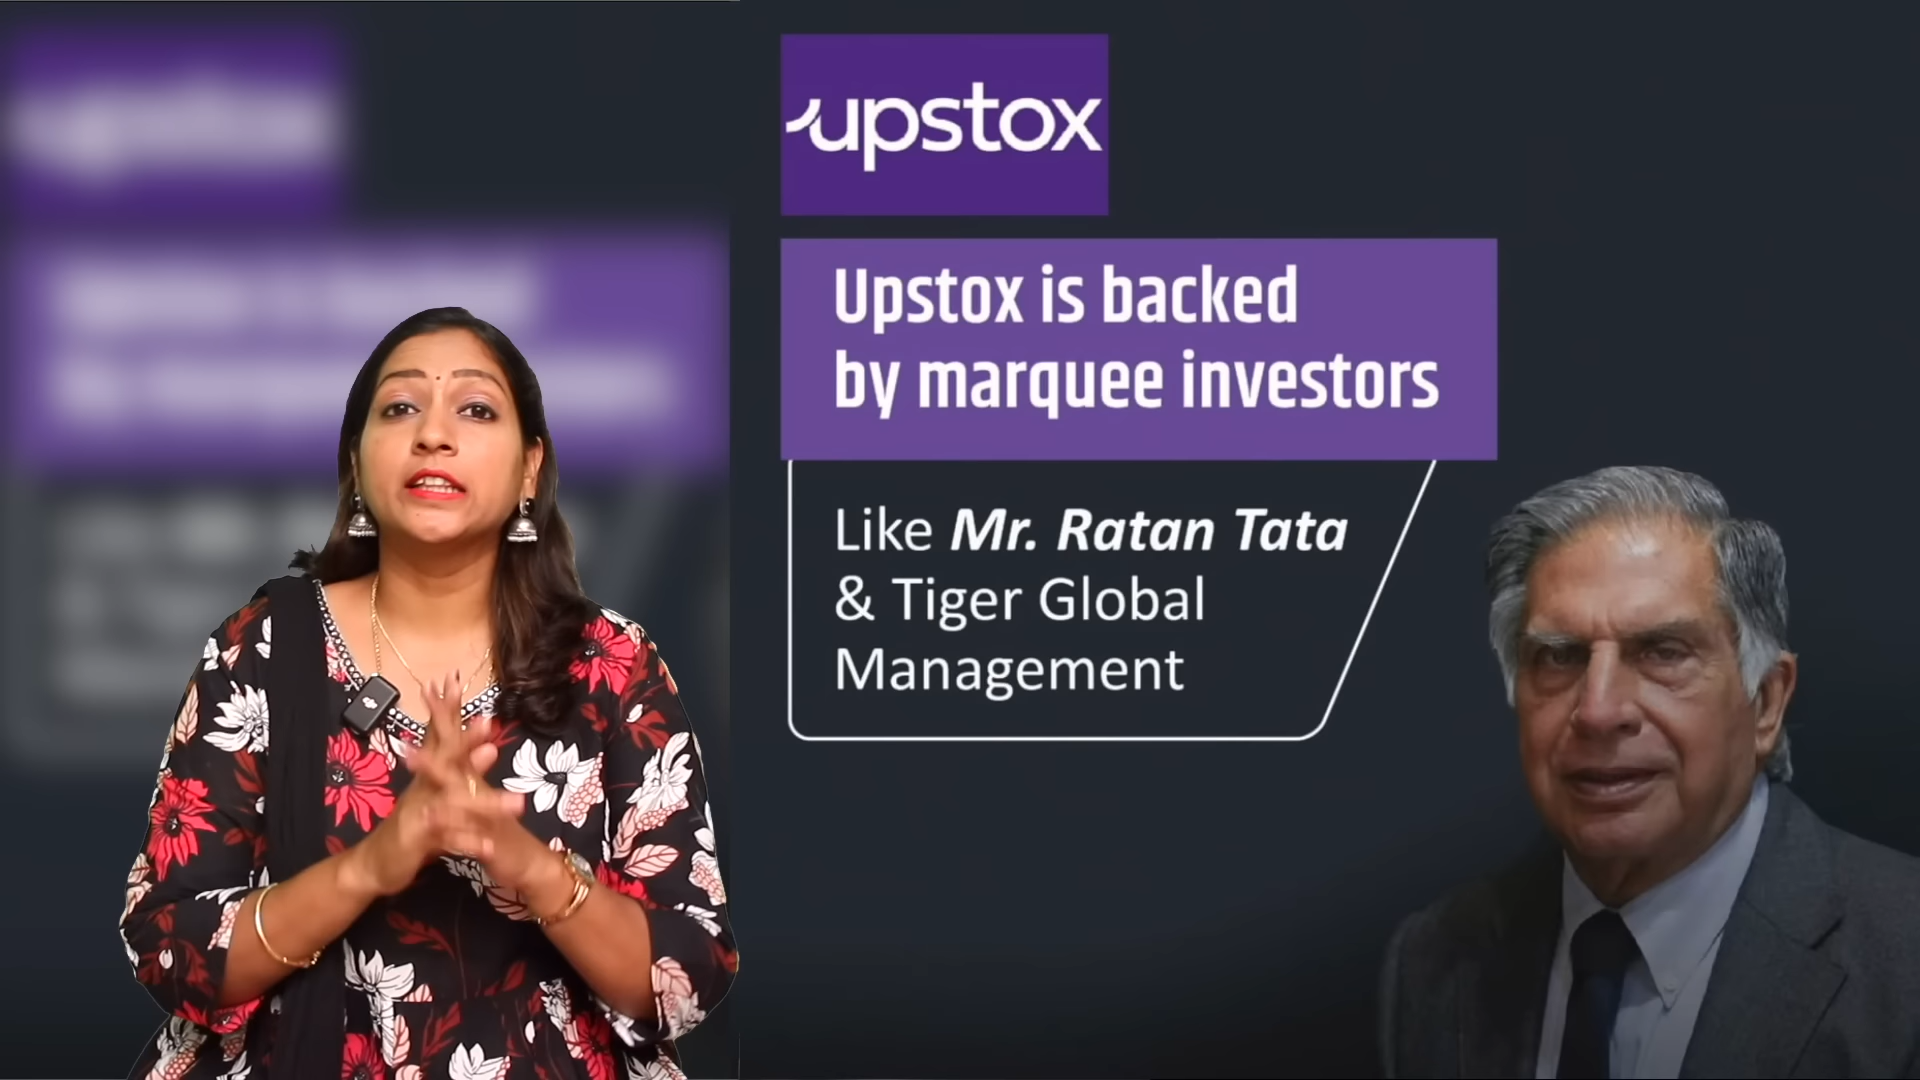 upstox
Upstox is backed
by marquee investors
Like Mr. Ratan Tata
& Tiger Global
Management